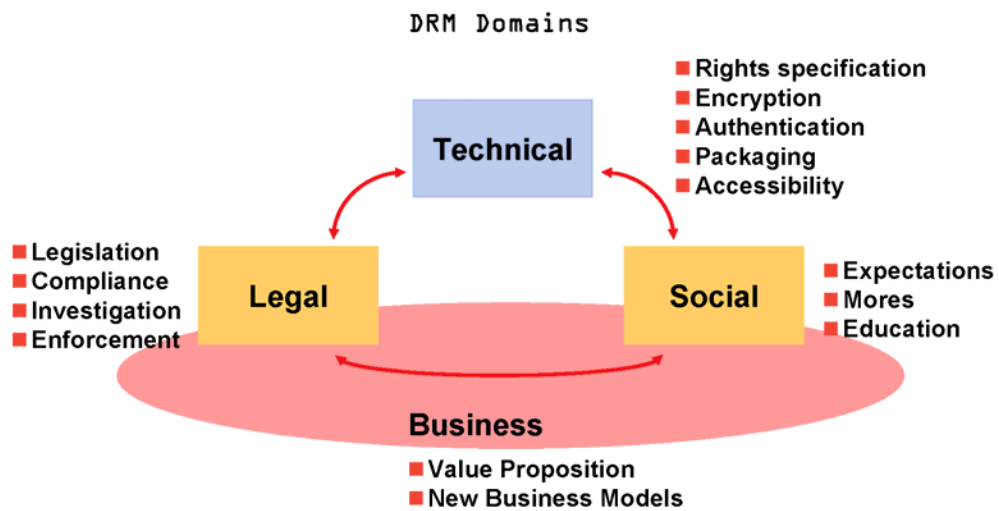 DRM Domains
Technical
Rights specification
Encryption
Authentication
Packaging
Accessibility
Legal
Legislation
Compliance
Investigation
Enforcement
Social
Expectations
Mores
Education
Business
Value Proposition
New Business Models